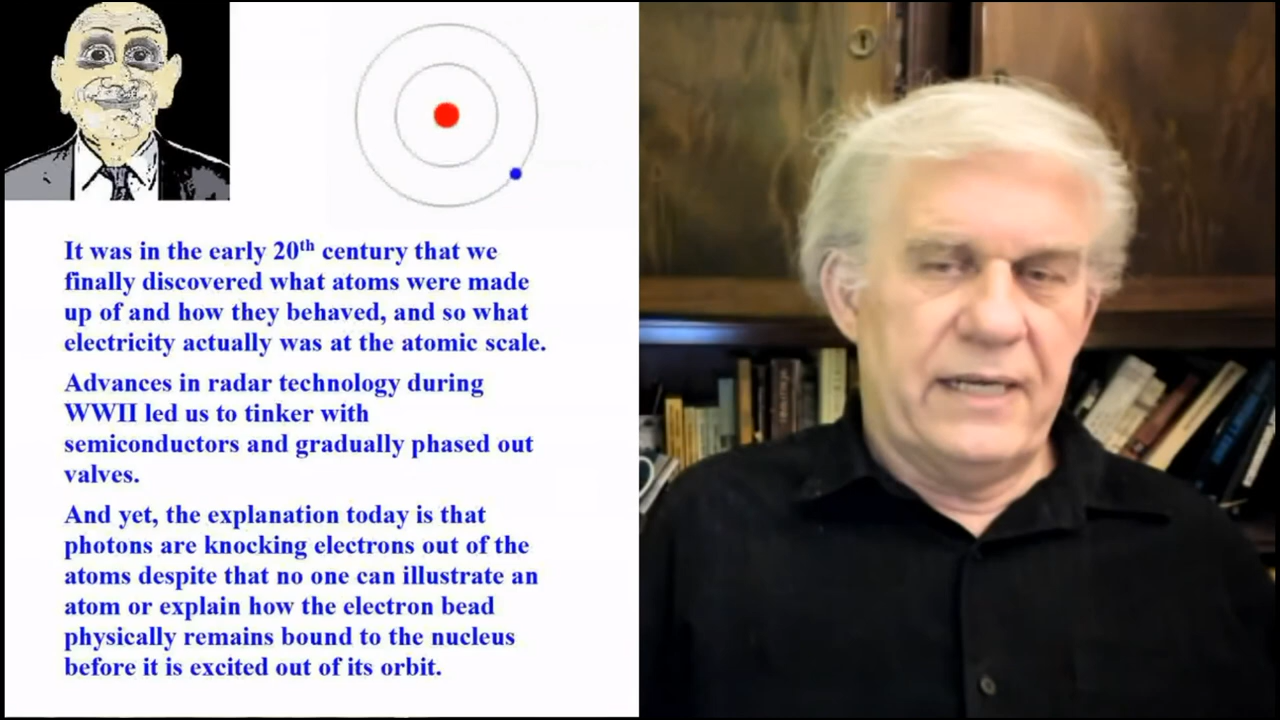 It was in the early 20th century that we
finally discovered what atoms were made
up of and how they behaved, and so what
electricity actually was at the atomic scale.
Advances in radar technology during
WWII led us to tinker with
semiconductors and gradually phased out
valves.
And yet, the explanation today is that
photons are knocking electrons out of the
atoms despite that no one can illustrate an
atom or explain how the electron bead
physically remains bound to the nucleus
before it is excited out of its orbit.